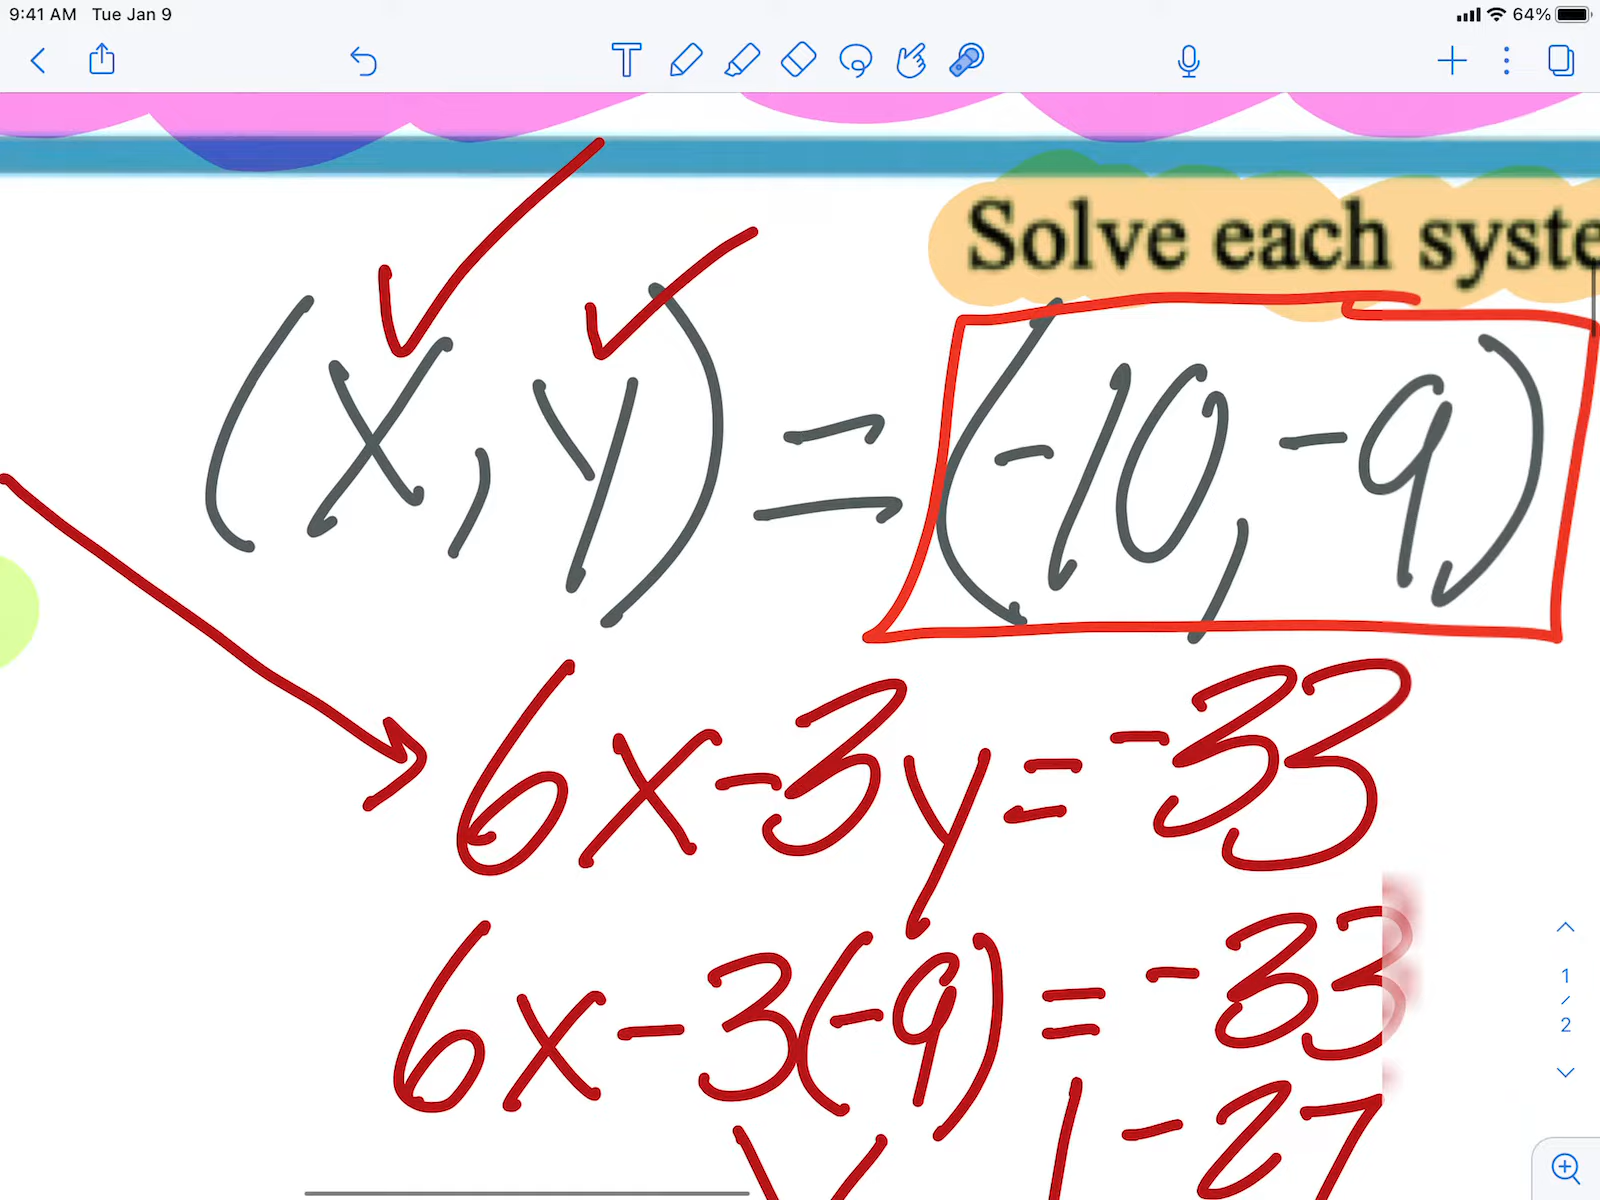 9:41 AM Tue Jan 9
64%
Solve each syste
(x, y) = (-10, -9)
6x-3y=-33
6x-3(-9)=-33
-27
1
2